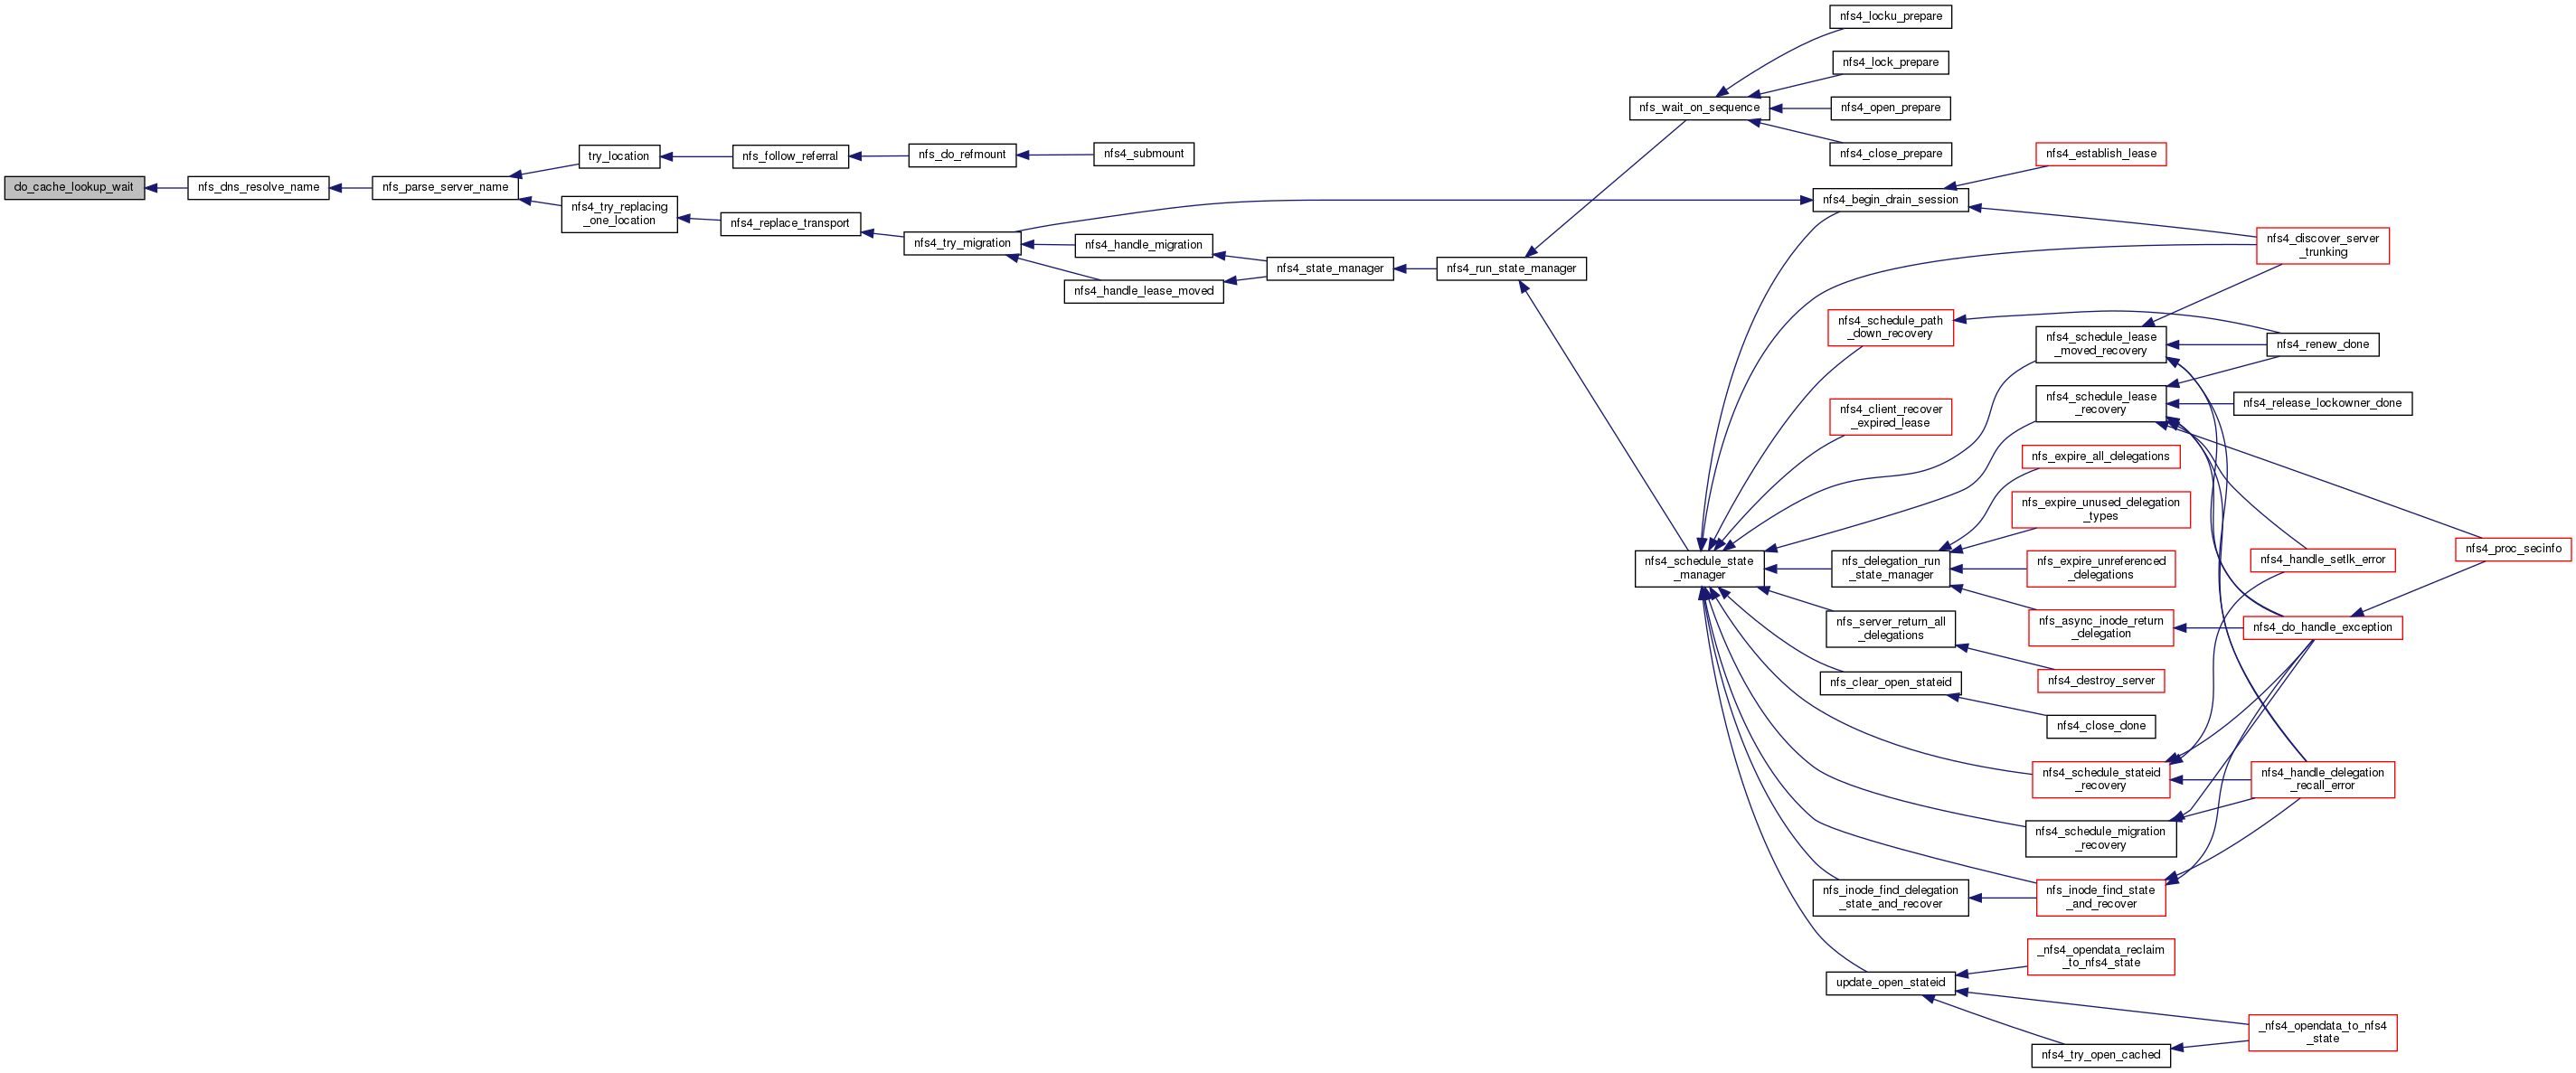 nfs4_locku_prepare
nfs4_lock_prepare
nfs_wait_on_sequence
nfs4_open_prepare
nfs4_close_prepare
try_location
nfs_follow_referral
nfs_do_refmount
nfs4_submount
nfs4_establish_lease
do_cache_lookup_wait
nfs_dns_resolve_name
nfs_parse_server_name
nfs4_begin_drain_session
nfs4_try_replacing
_one_location
nfs4_replace_transport
nfs4_try_migration
nfs4_handle_migration
nfs4_discover_server
_trunking
nfs4_state_manager
nfs4_run_state_manager
nfs4_handle_lease_moved
nfs4_schedule_path
_down_recovery
nfs4_schedule_lease
_moved_recovery
nfs4_renew_done
nfs4_schedule_lease
_recovery
nfs4_release_lockowner_done
nfs4_client_recover
_expired_lease
nfs_expire_all_delegations
nfs_expire_unused_delegation
_types
nfs4_proc_secinfo
nfs4_handle_setlk_error
nfs4_schedule_state
_manager
nfs_delegation_run
_state_manager
nfs_expire_unreferenced
_delegations
nfs_server_return_all
_delegations
nfs_async_inode_return
_delegation
nfs4_do_handle_exception
nfs_clear_open_stateid
nfs4_destroy_server
nfs4_close_done
nfs4_schedule_stateid
_recovery
nfs4_handle_delegation
_recall_error
nfs4_schedule_migration
_recovery
nfs_inode_find_delegation
_state_and_recover
nfs_inode_find_state
_and_recover
_nfs4_opendata_reclaim
_to_nfs4_state
update_open_stateid
_nfs4_opendata_to_nfs4
_state
nfs4_try_open_cached